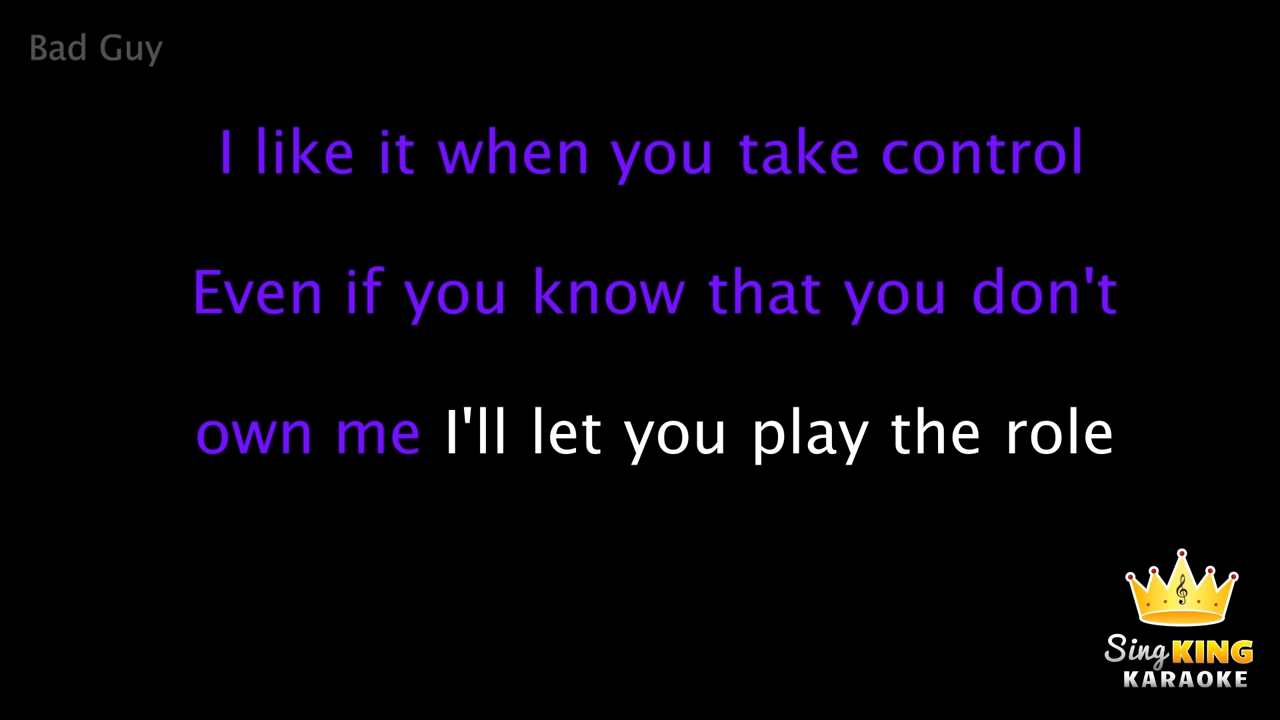 Bad Guy
I like it when you take control
Even if you know that you don't
own me I'll let you play the role
Sing KING
KARAOKE